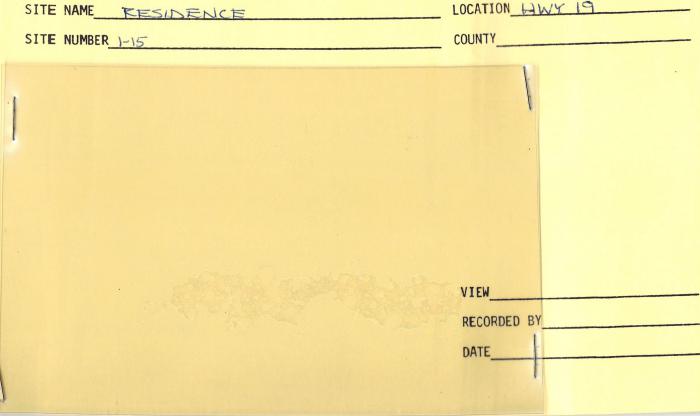 SITE NAME RESIDENCE LOCATION HWY 19
SITE NUMBER 1-15 COUNTY
VIEW
RECORDED BY
DATE